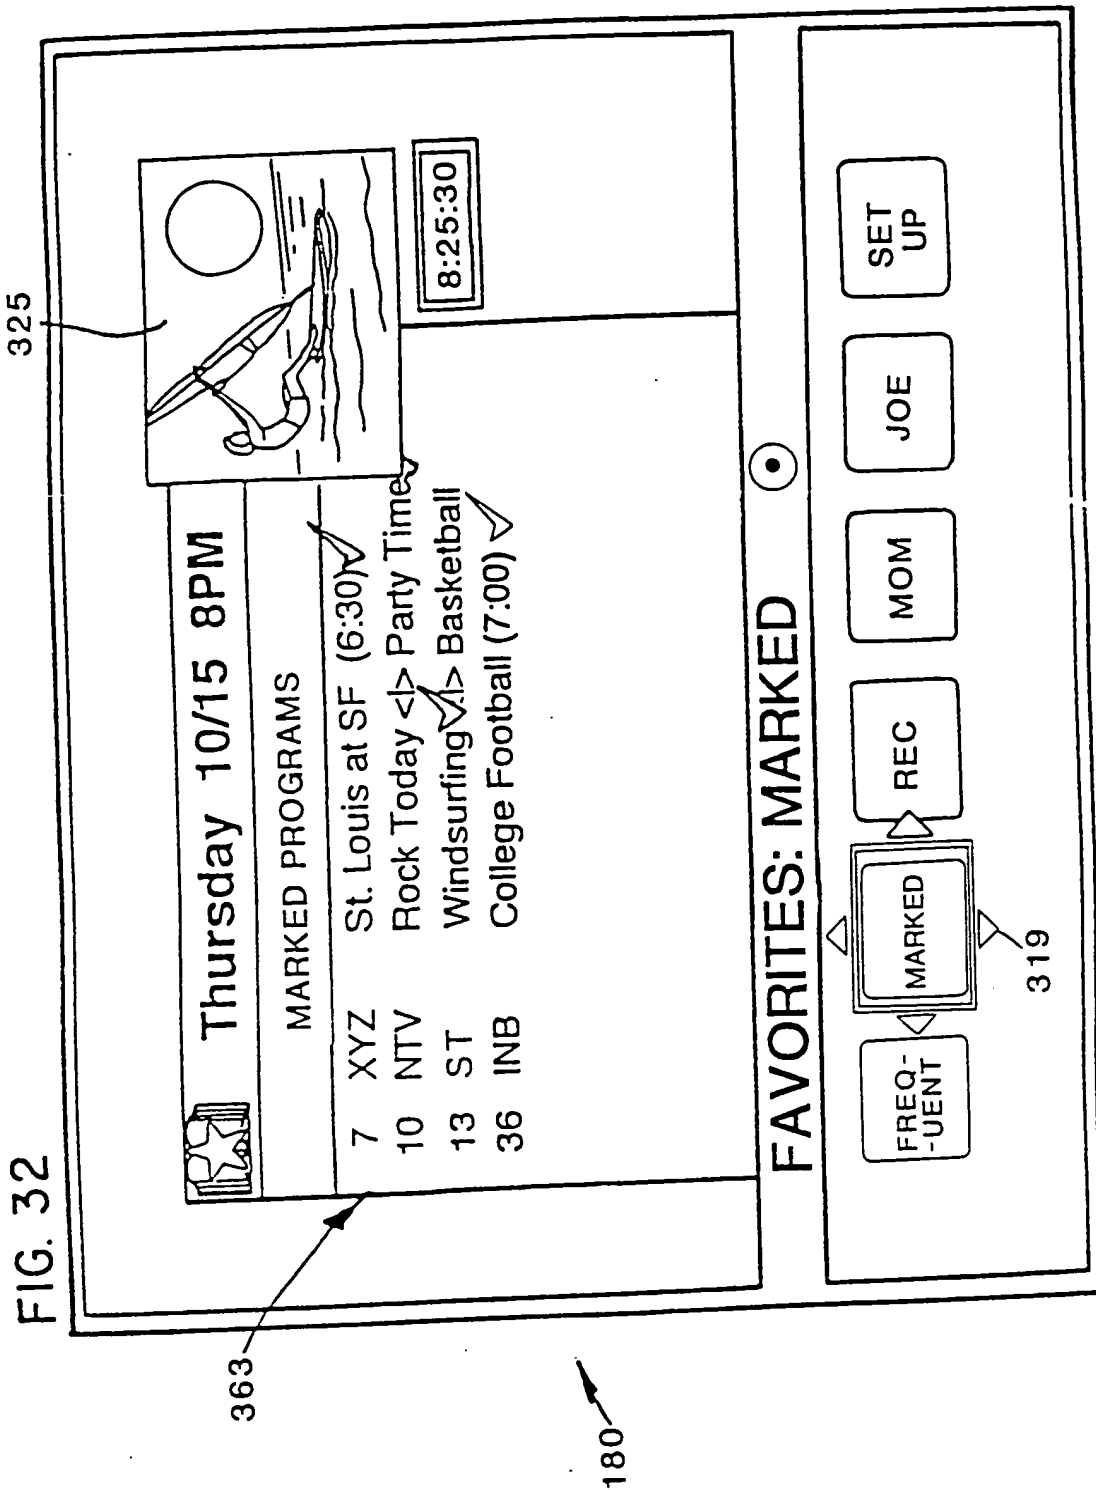 FIG. 32
325
363
180
Thursday 10/15 8PM
MARKED PROGRAMS
7 XYZ St. Louis at SF (6:30)
10 NTV Rock Today <|> Party Time
13 ST Windsurfing |> Basketball
36 INB College Football (7:00)
8:25:30
FAVORITES: MARKED
FREQ-
-UENT
MARKED
REC
MOM
JOE
SET
UP
319